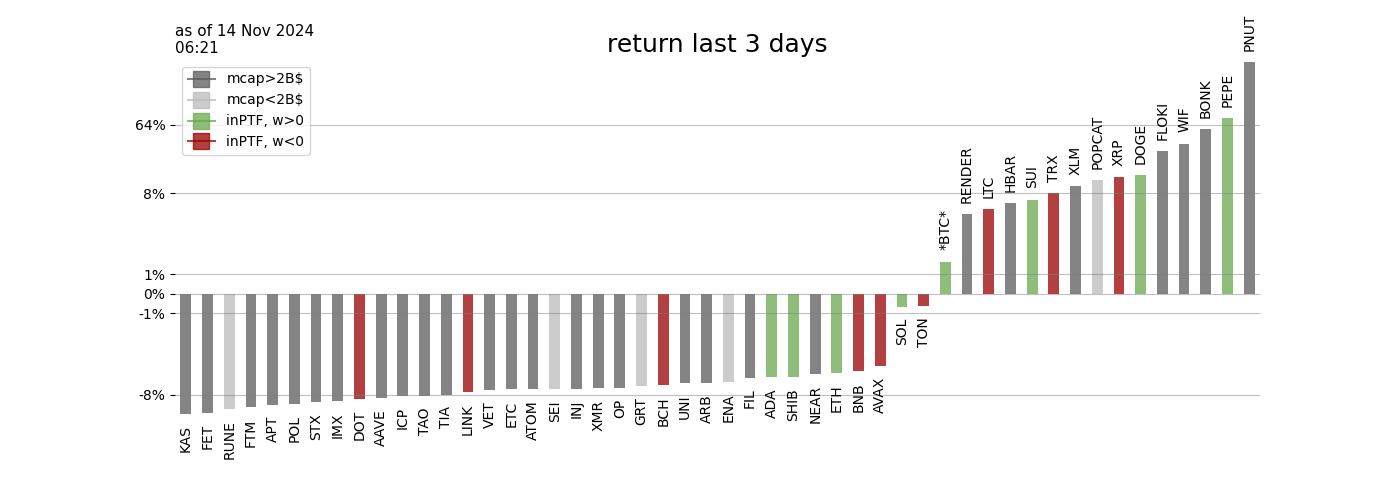 as of 14 Nov 2024
06:21
return last 3 days
mcap>2B$
mcap<2B$
inPTF, w>0
inPTF, w<0
64%
8%
1%
0%
-1%
-8%
KAS
FET
RUNE
FTM
APT
POL
STX
IMX
DOT
AAVE
ICP
TAO
TIA
LINK
VET
ETC
ATOM
SEI
INJ
XMR
OP
GRT
BCH
UNI
ARB
ENA
FIL
ADA
SHIB
NEAR
ETH
BNB
AVAX
SOL
TON
*BTC*
RENDER
LTC
HBAR
SUI
TRX
XLM
POPCAT
XRP
DOGE
FLOKI
WIF
BONK
PEPE
PNUT